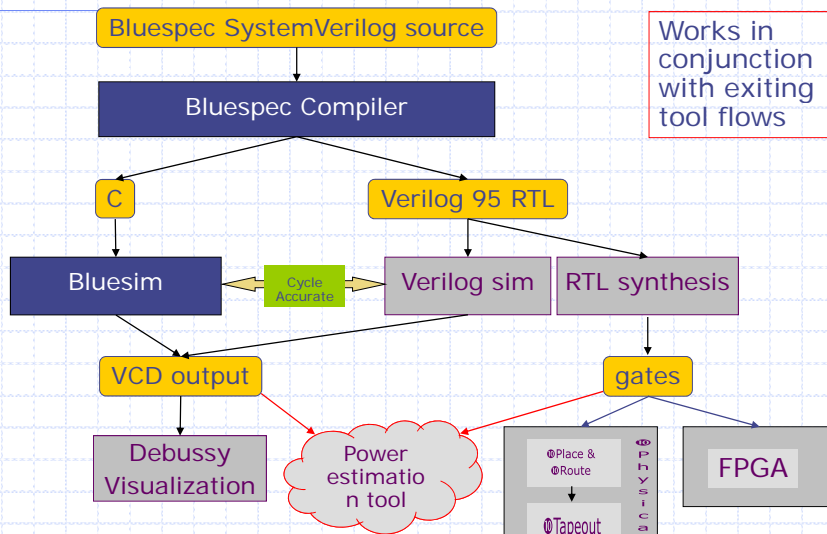 Bluespec SystemVerilog source
Works in
conjunction
with exiting
tool flows
Bluespec Compiler
C
Verilog 95 RTL
Bluesim
Cycle
Accurate
Verilog sim
RTL synthesis
VCD output
gates
Debussy
Visualization
Power
estimatio
n tool
Place &
Route
Tapeout
P
h
y
s
i
c
a
FPGA